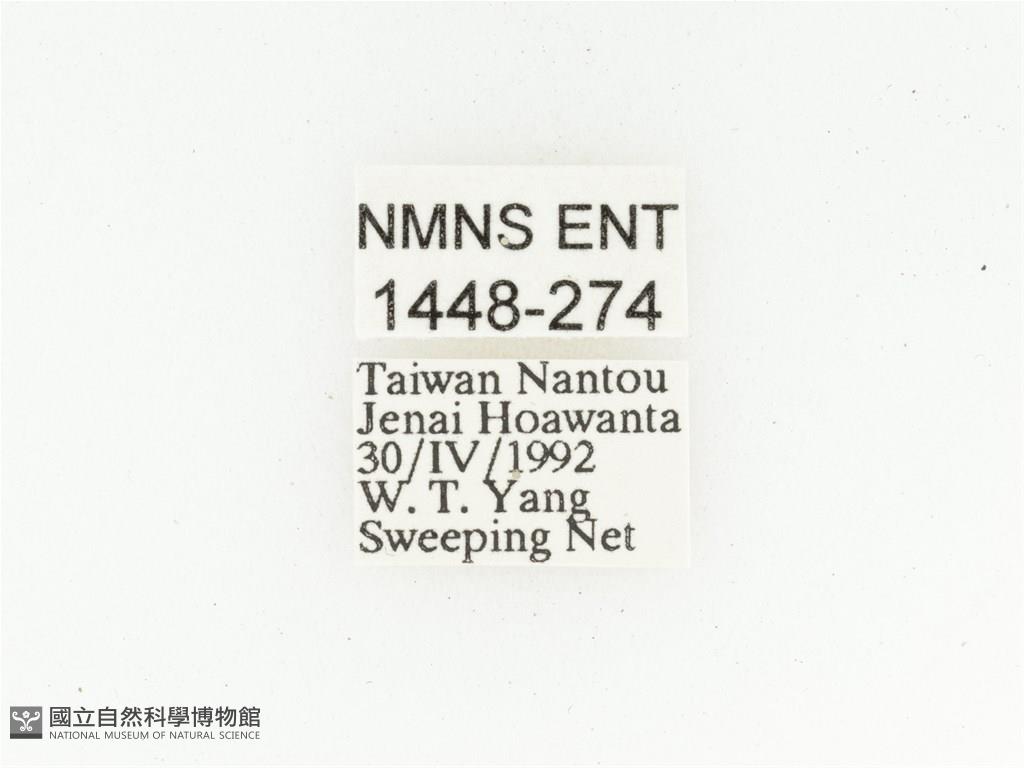 NMNS ENT
1448-274
Taiwan Nantou
Jenai Hoawanta
30/IV/1992
W. T. Yang
Sweeping Net
國立自然科學博物館
NATIONAL MUSEUM OF NATURAL SCIENCE